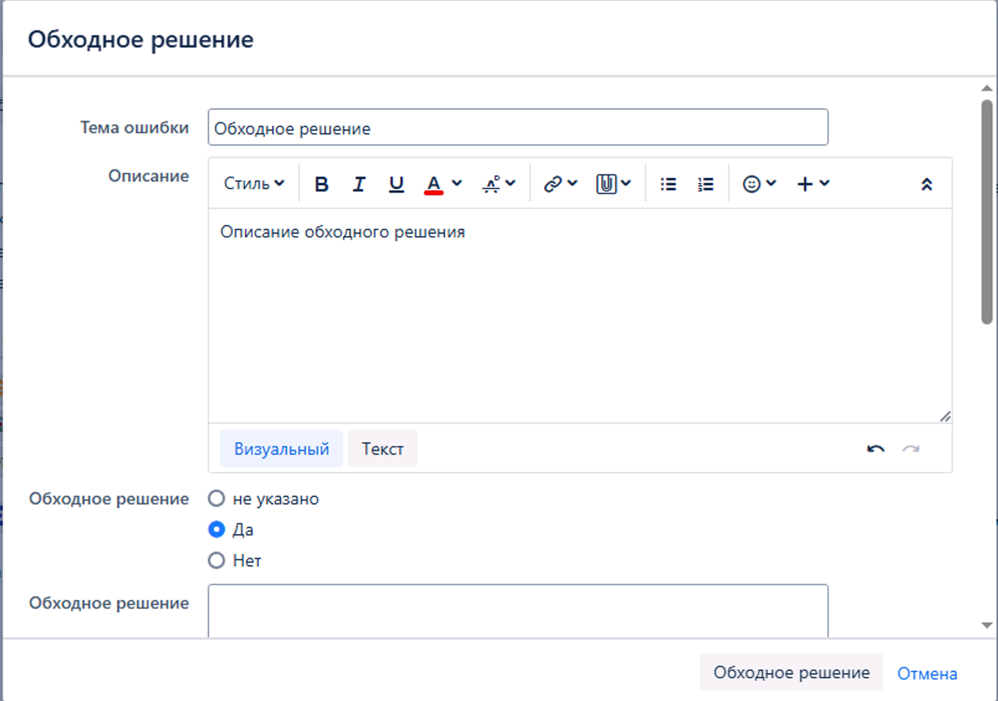 Обходное решение
Тема ошибки
Обходное решение
Описание
Стиль B I U A
Описание обходного решения
Визуальный Текст
Обходное решение
не указано
Да
Нет
Обходное решение
Обходное решение Отмена